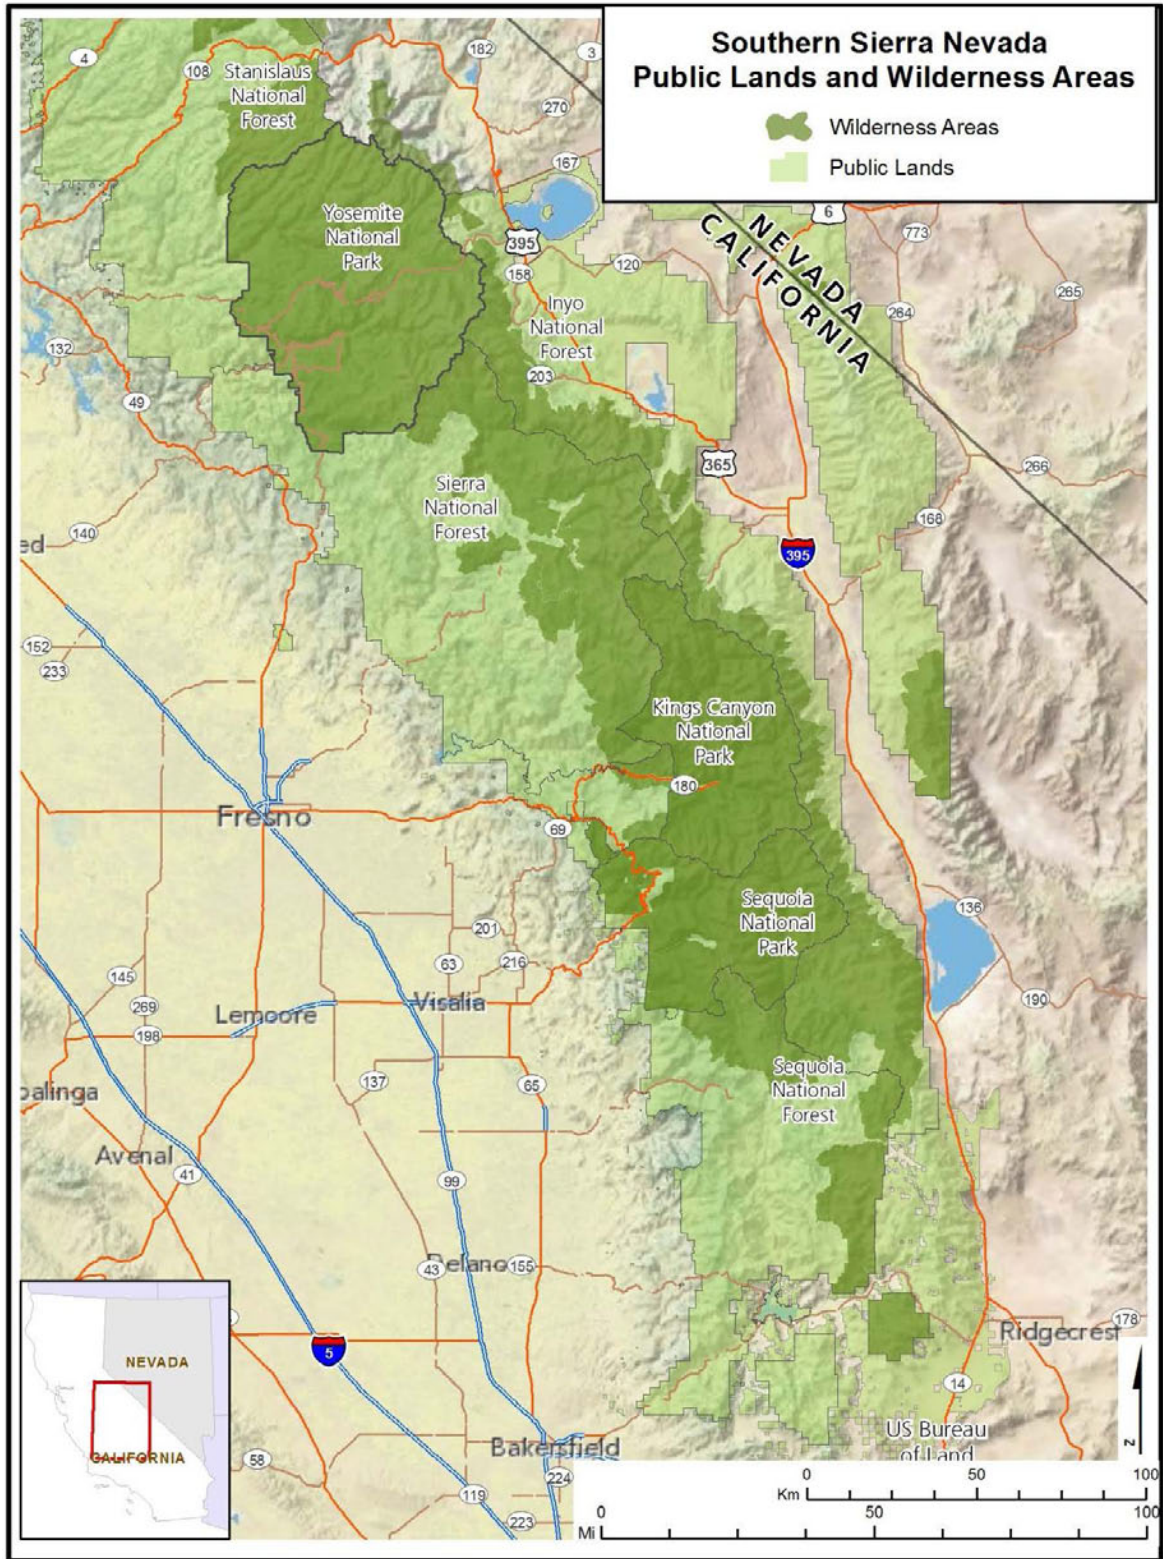 Southern Sierra Nevada
Public Lands and Wilderness Areas
Wilderness Areas
Public Lands
4
108
Stanislaus
National
Forest
182
3
270
167
Yosemite
National
Park
395
158
120
6
773
265
264
NEVADA
CALIFORNIA
Inyo
National
Forest
203
132
49
365
266
Sierra
National
Forest
168
140
ed
395
152
233
Kings Canyon
National
Park
180
Fresno
69
Sequoia
National
Park
136
201
63
216
145
269
Visalia
Lemoore
190
198
137
65
Sequoia
National
Forest
palinga
Avenal
41
99
43
Delano
155
178
Ridgecrest
5
14
NEVADA
CALIFORNIA
US Bureau
of Land
z
Bakersfield
58
224
119
223
0 50 100
Km
0 50 100
Mi